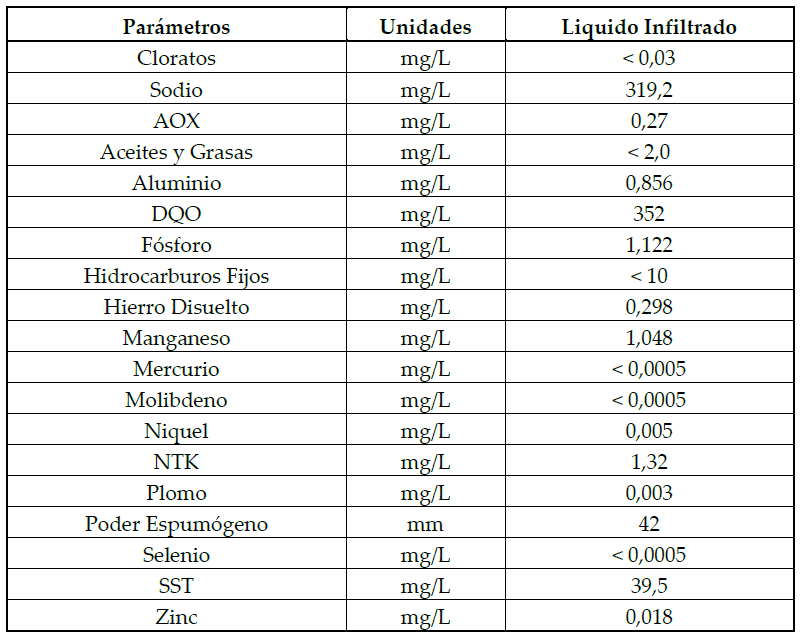 Parámetros Unidades Liquido Infiltrado
Cloratos mg/L < 0,03
Sodio mg/L 319,2
AOX mg/L 0,27
Aceites y Grasas mg/L < 2,0
Aluminio mg/L 0,856
DQO mg/L 352
Fósforo mg/L 1,122
Hidrocarburos Fijos mg/L < 10
Hierro Disuelto mg/L 0,298
Manganeso mg/L 1,048
Mercurio mg/L < 0,0005
Molibdeno mg/L < 0,0005
Niquel mg/L 0,005
NTK mg/L 1,32
Plomo mg/L 0,003
Poder Espumógeno mm 42
Selenio mg/L < 0,0005
SST mg/L 39,5
Zinc mg/L 0,018